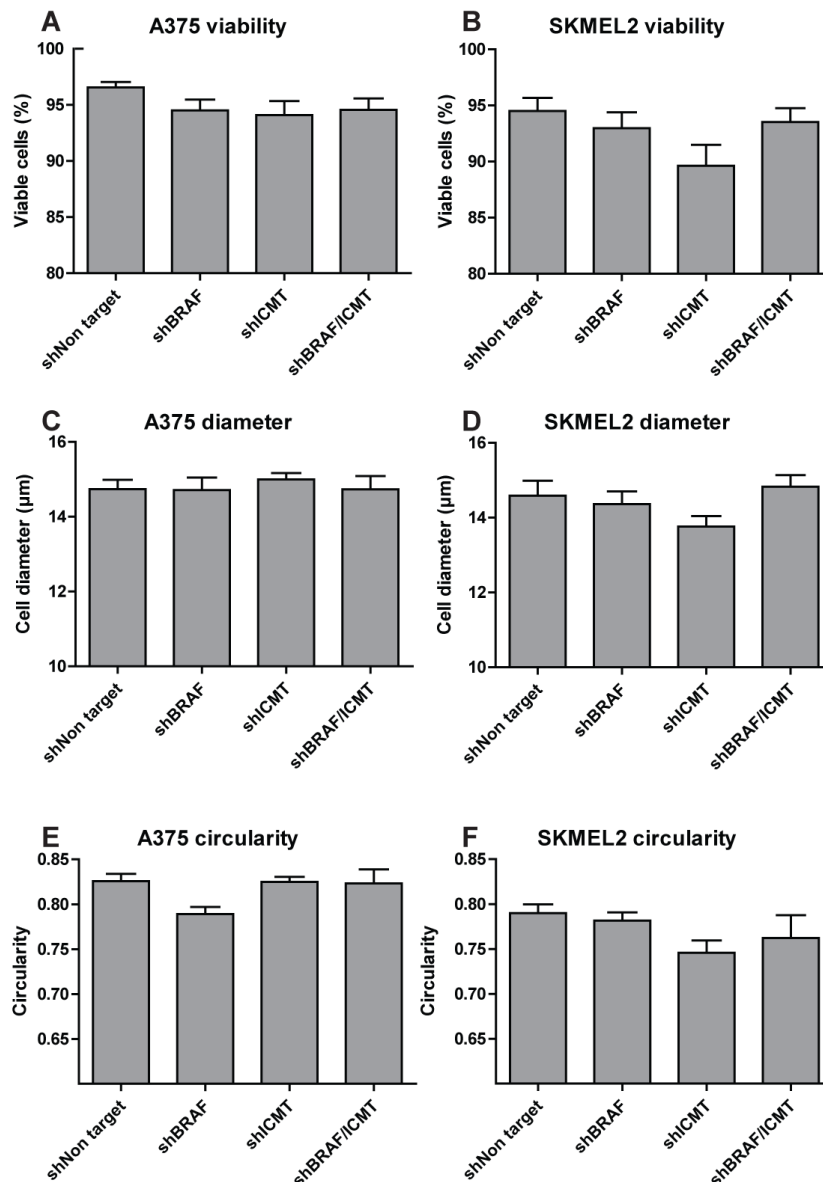 A
A375 viability
Viable cells (%)
100
95
90
85
80
shNon target
shBRAF
shICMT
shBRAF/ICMT
B
SKMEL2 viability
Viable cells (%)
100
95
90
85
80
shNon target
shBRAF
shICMT
shBRAF/ICMT
C
A375 diameter
Cell diameter (µm)
16
14
12
10
shNon target
shBRAF
shICMT
shBRAF/ICMT
D
SKMEL2 diameter
Cell diameter (µm)
16
14
12
10
shNon target
shBRAF
shICMT
shBRAF/ICMT
E
A375 circularity
Circularity
0.85
0.80
0.75
0.70
0.65
shNon target
shBRAF
shICMT
shBRAF/ICMT
F
SKMEL2 circularity
Circularity
0.85
0.80
0.75
0.70
0.65
shNon target
shBRAF
shICMT
shBRAF/ICMT